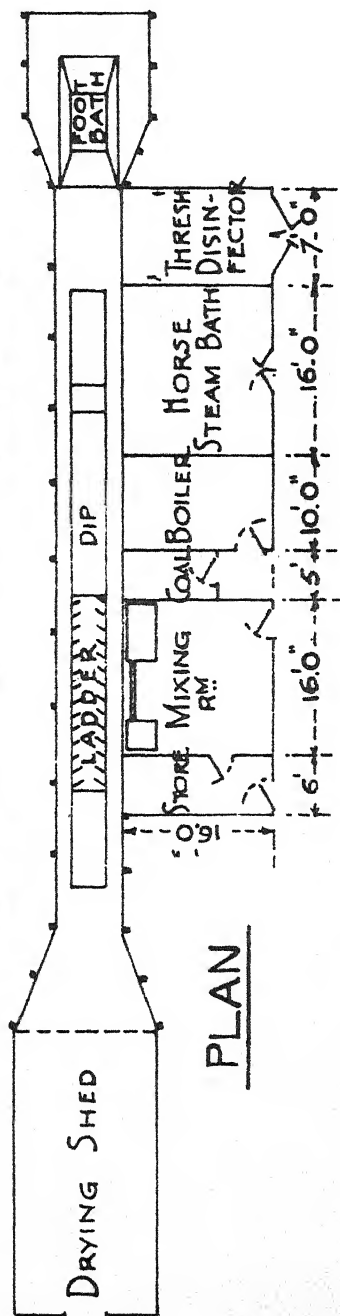 DRYING SHED
LADDER
DIP
FOOT
BATH
STORE
MIXING
RM
COAL
BOILER
HORSE
STEAM BATH
THRESH
DISIN-
FECTOR
16'.0"
6'
16'.0"
5'
10'.0"
16'.0"
7'.0"
PLAN